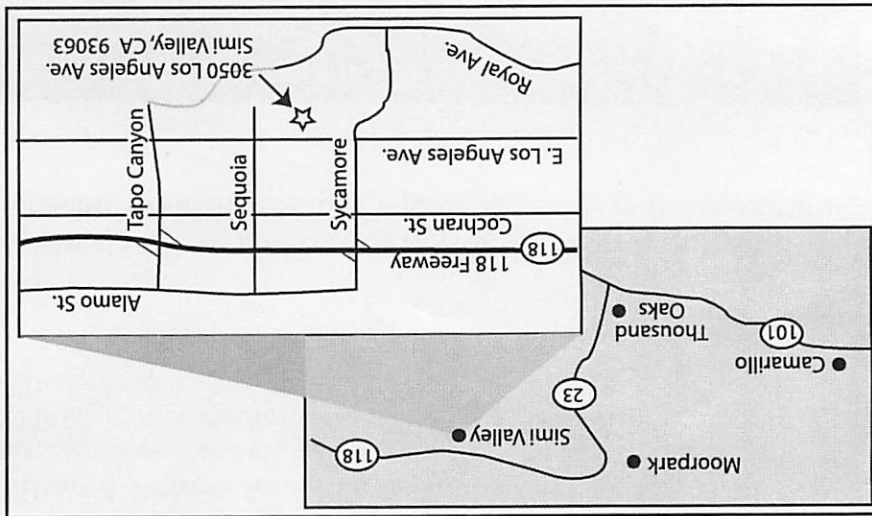 Moorpark
118
Simi Valley
23
Camarillo
101
Thousand
Oaks
Alamo St.
118 Freeway
118
Cochran St.
Tapo Canyon
Sequoia
Sycamore
E. Los Angeles Ave.
3050 Los Angeles Ave.
Simi Valley, CA 93063
Royal Ave.